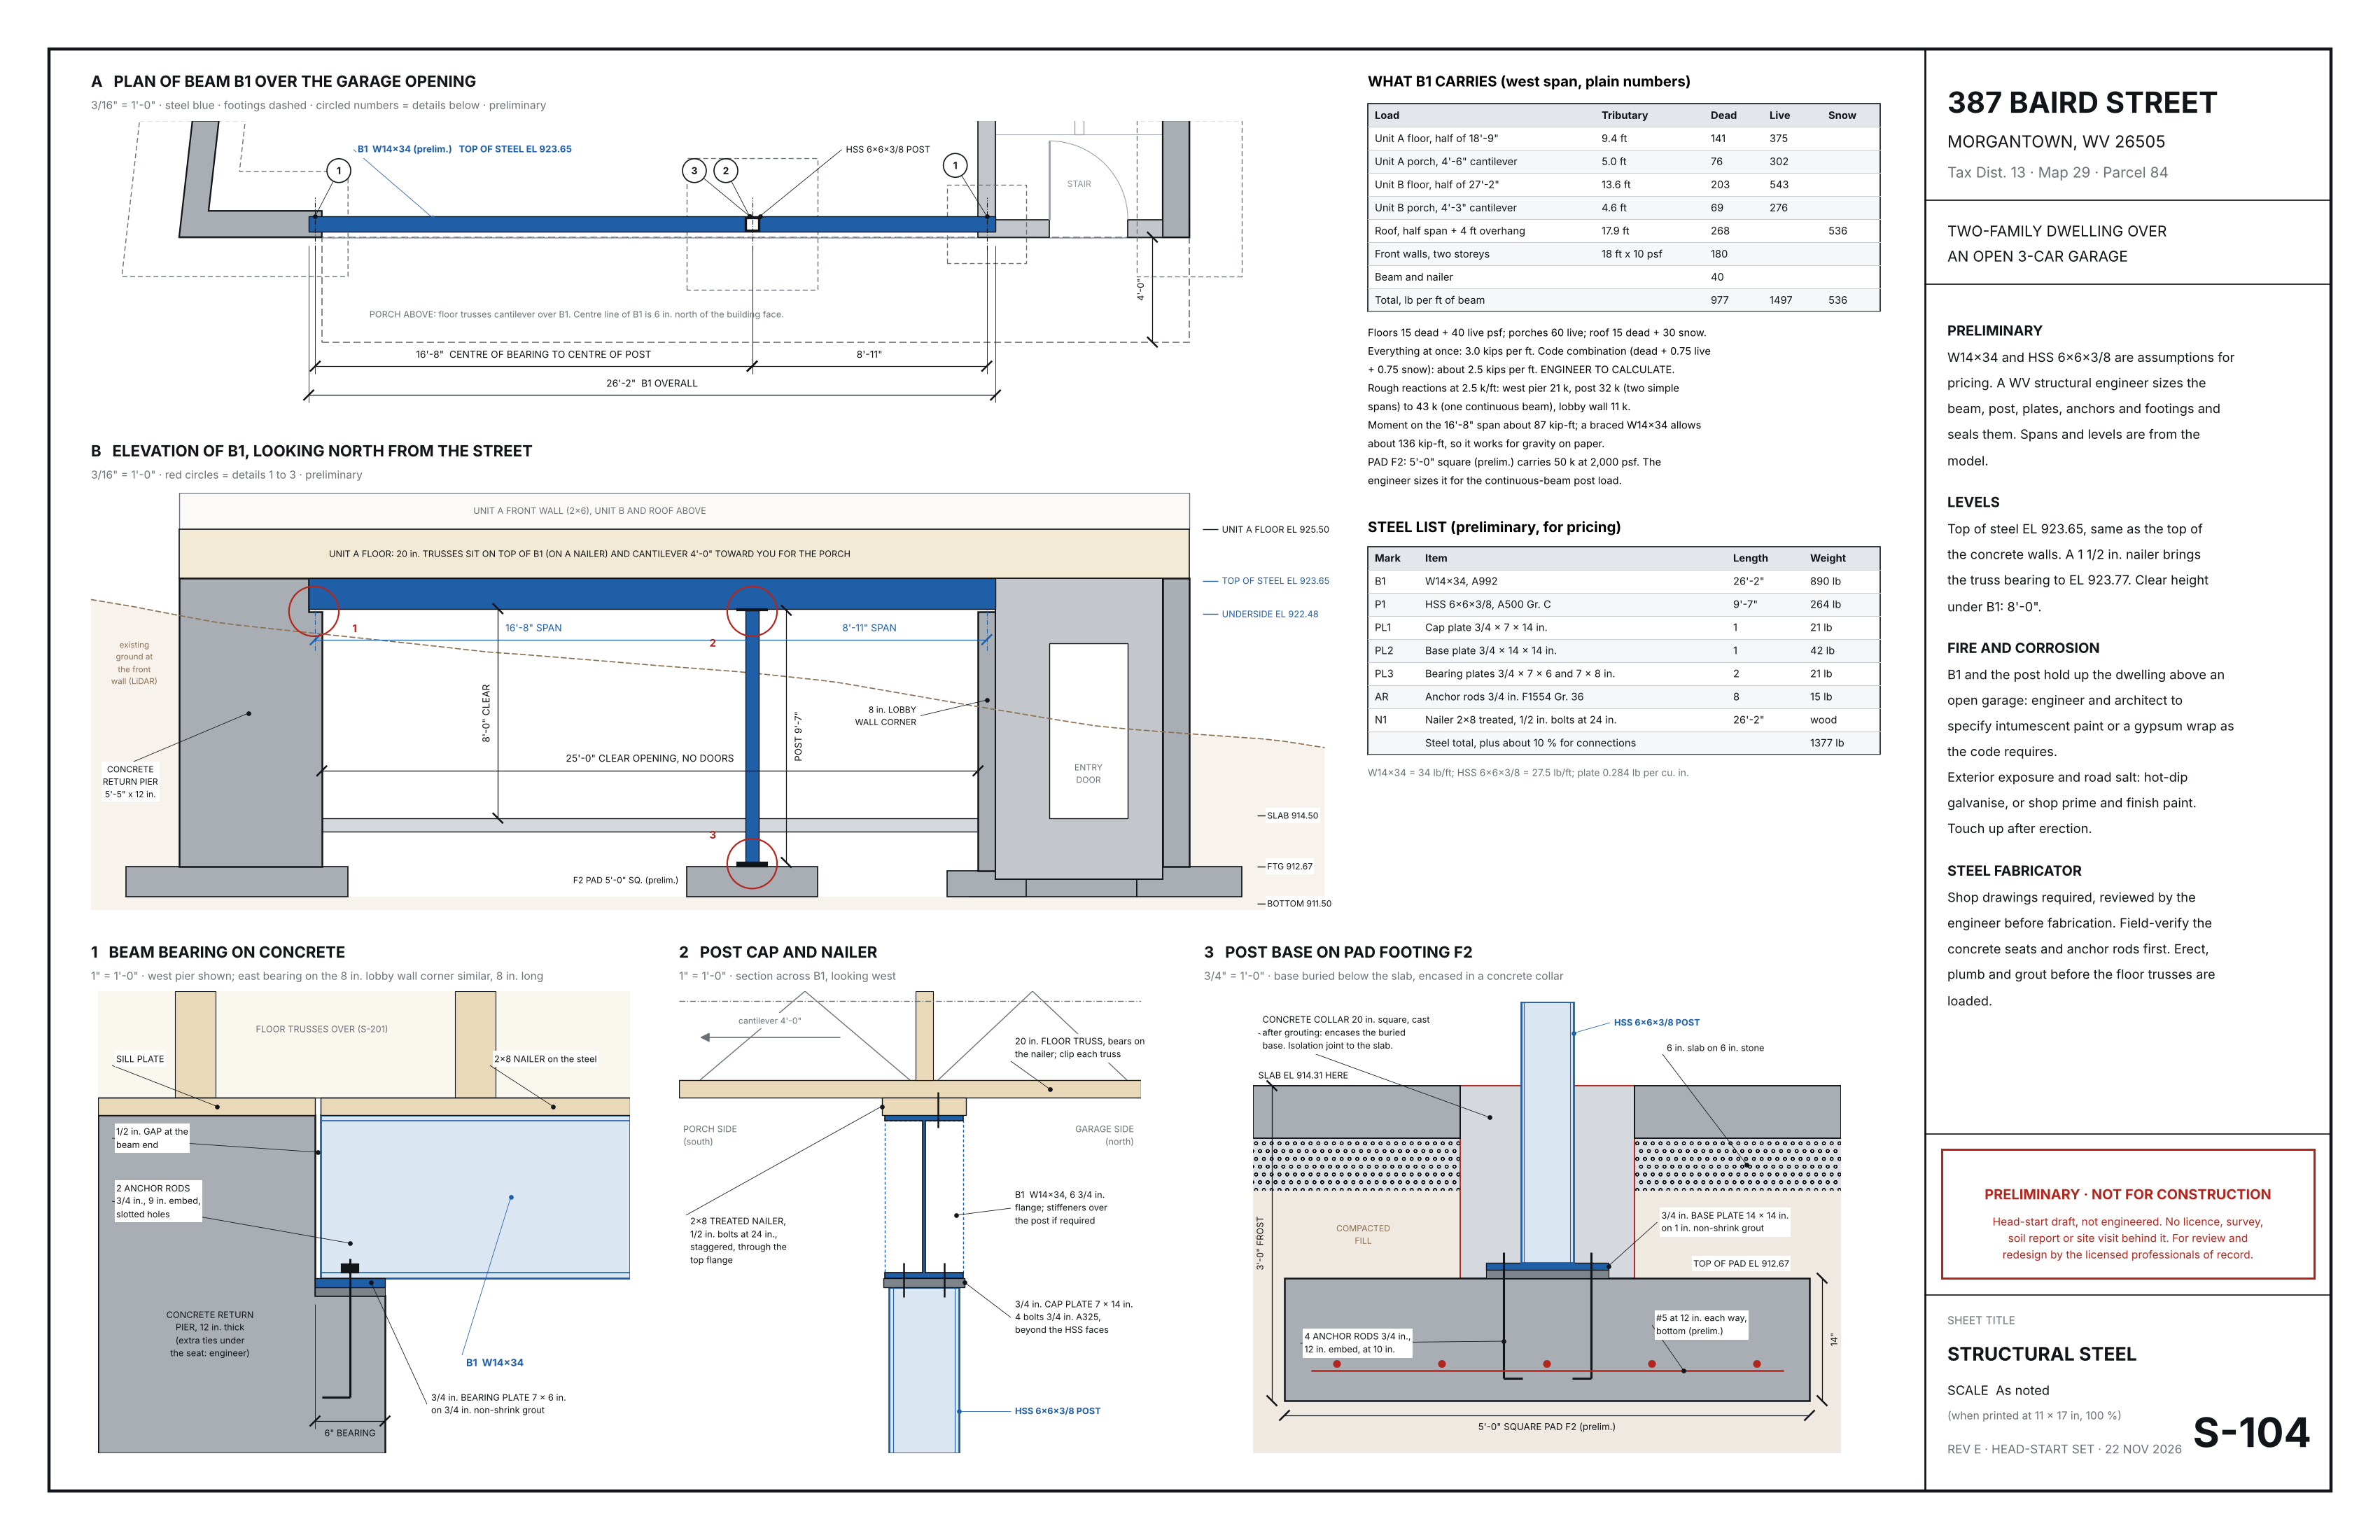 A PLAN OF BEAM B1 OVER THE GARAGE OPENING
3/16" = 1'-0" · steel blue · footings dashed · circled numbers = details below · preliminary
B1 W14×34 (prelim.) TOP OF STEEL EL 923.65
HSS 6×6×3/8 POST
1
3
2
1
STAIR
4'-0"
PORCH ABOVE: floor trusses cantilever over B1. Centre line of B1 is 6 in. north of the building face.
16'-8" CENTRE OF BEARING TO CENTRE OF POST
8'-11"
26'-2" B1 OVERALL
B ELEVATION OF B1, LOOKING NORTH FROM THE STREET
3/16" = 1'-0" · red circles = details 1 to 3 · preliminary
UNIT A FRONT WALL (2×6), UNIT B AND ROOF ABOVE
UNIT A FLOOR EL 925.50
UNIT A FLOOR: 20 in. TRUSSES SIT ON TOP OF B1 (ON A NAILER) AND CANTILEVER 4'-0" TOWARD YOU FOR THE PORCH
TOP OF STEEL EL 923.65
UNDERSIDE EL 922.48
1
16'-8" SPAN
2
8'-11" SPAN
existing
ground at
the front
wall (LiDAR)
8'-0" CLEAR
POST 9'-7"
8 in. LOBBY
WALL CORNER
25'-0" CLEAR OPENING, NO DOORS
CONCRETE
RETURN PIER
5'-5" x 12 in.
ENTRY
DOOR
SLAB 914.50
3
FTG 912.67
F2 PAD 5'-0" SQ. (prelim.)
BOTTOM 911.50
WHAT B1 CARRIES (west span, plain numbers)
Load Tributary Dead Live Snow
Unit A floor, half of 18'-9" 9.4 ft 141 375
Unit A porch, 4'-6" cantilever 5.0 ft 76 302
Unit B floor, half of 27'-2" 13.6 ft 203 543
Unit B porch, 4'-3" cantilever 4.6 ft 69 276
Roof, half span + 4 ft overhang 17.9 ft 268 536
Front walls, two storeys 18 ft x 10 psf 180
Beam and nailer 40
Total, lb per ft of beam 977 1497 536
Floors 15 dead + 40 live psf; porches 60 live; roof 15 dead + 30 snow.
Everything at once: 3.0 kips per ft. Code combination (dead + 0.75 live
+ 0.75 snow): about 2.5 kips per ft. ENGINEER TO CALCULATE.
Rough reactions at 2.5 k/ft: west pier 21 k, post 32 k (two simple
spans) to 43 k (one continuous beam), lobby wall 11 k.
Moment on the 16'-8" span about 87 kip-ft; a braced W14×34 allows
about 136 kip-ft, so it works for gravity on paper.
PAD F2: 5'-0" square (prelim.) carries 50 k at 2,000 psf. The
engineer sizes it for the continuous-beam post load.
STEEL LIST (preliminary, for pricing)
Mark Item Length Weight
B1 W14×34, A992 26'-2" 890 lb
P1 HSS 6×6×3/8, A500 Gr. C 9'-7" 264 lb
PL1 Cap plate 3/4 × 7 × 14 in. 1 21 lb
PL2 Base plate 3/4 × 14 × 14 in. 1 42 lb
PL3 Bearing plates 3/4 × 7 × 6 and 7 × 8 in. 2 21 lb
AR Anchor rods 3/4 in. F1554 Gr. 36 8 15 lb
N1 Nailer 2×8 treated, 1/2 in. bolts at 24 in. 26'-2" wood
Steel total, plus about 10 % for connections 1377 lb
W14×34 = 34 lb/ft; HSS 6×6×3/8 = 27.5 lb/ft; plate 0.284 lb per cu. in.
1 BEAM BEARING ON CONCRETE
1" = 1'-0" · west pier shown; east bearing on the 8 in. lobby wall corner similar, 8 in. long
FLOOR TRUSSES OVER (S-201)
SILL PLATE
2×8 NAILER on the steel
1/2 in. GAP at the
beam end
2 ANCHOR RODS
3/4 in., 9 in. embed,
slotted holes
CONCRETE RETURN
PIER, 12 in. thick
(extra ties under
the seat: engineer)
B1 W14×34
3/4 in. BEARING PLATE 7 × 6 in.
on 3/4 in. non-shrink grout
6" BEARING
2 POST CAP AND NAILER
1" = 1'-0" · section across B1, looking west
cantilever 4'-0"
20 in. FLOOR TRUSS, bears on
the nailer; clip each truss
PORCH SIDE
(south)
GARAGE SIDE
(north)
B1 W14×34, 6 3/4 in.
flange; stiffeners over
the post if required
2×8 TREATED NAILER,
1/2 in. bolts at 24 in.,
staggered, through the
top flange
3/4 in. CAP PLATE 7 × 14 in.
4 bolts 3/4 in. A325,
beyond the HSS faces
HSS 6×6×3/8 POST
3 POST BASE ON PAD FOOTING F2
3/4" = 1'-0" · base buried below the slab, encased in a concrete collar
CONCRETE COLLAR 20 in. square, cast
after grouting: encases the buried
base. Isolation joint to the slab.
HSS 6×6×3/8 POST
6 in. slab on 6 in. stone
SLAB EL 914.31 HERE
3'-0" FROST
COMPACTED
FILL
3/4 in. BASE PLATE 14 × 14 in.
on 1 in. non-shrink grout
TOP OF PAD EL 912.67
4 ANCHOR RODS 3/4 in.,
12 in. embed, at 10 in.
#5 at 12 in. each way,
bottom (prelim.)
14"
5'-0" SQUARE PAD F2 (prelim.)
387 BAIRD STREET
MORGANTOWN, WV 26505
Tax Dist. 13 · Map 29 · Parcel 84
TWO-FAMILY DWELLING OVER
AN OPEN 3-CAR GARAGE
PRELIMINARY
W14×34 and HSS 6×6×3/8 are assumptions for
pricing. A WV structural engineer sizes the
beam, post, plates, anchors and footings and
seals them. Spans and levels are from the
model.
LEVELS
Top of steel EL 923.65, same as the top of
the concrete walls. A 1 1/2 in. nailer brings
the truss bearing to EL 923.77. Clear height
under B1: 8'-0".
FIRE AND CORROSION
B1 and the post hold up the dwelling above an
open garage: engineer and architect to
specify intumescent paint or a gypsum wrap as
the code requires.
Exterior exposure and road salt: hot-dip
galvanise, or shop prime and finish paint.
Touch up after erection.
STEEL FABRICATOR
Shop drawings required, reviewed by the
engineer before fabrication. Field-verify the
concrete seats and anchor rods first. Erect,
plumb and grout before the floor trusses are
loaded.
PRELIMINARY · NOT FOR CONSTRUCTION
Head-start draft, not engineered. No licence, survey,
soil report or site visit behind it. For review and
redesign by the licensed professionals of record.
SHEET TITLE
STRUCTURAL STEEL
SCALE As noted
(when printed at 11 × 17 in, 100 %)
REV E · HEAD-START SET · 22 NOV 2026
S-104